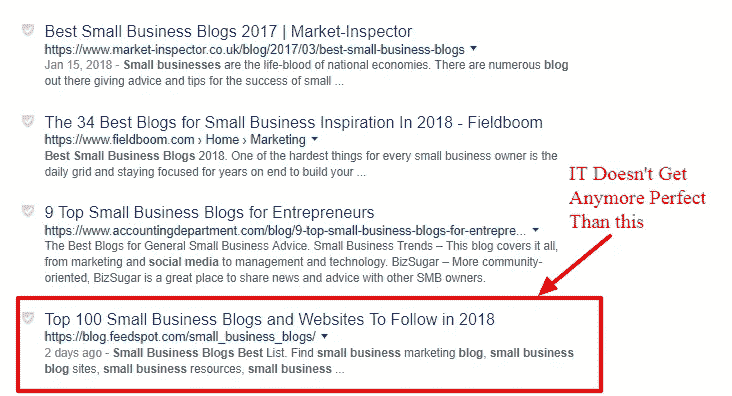 Best Small Business Blogs 2017 | Market-Inspector
https://www.market-inspector.co.uk/blog/2017/03/best-small-business-blogs
Jan 15, 2018 - Small businesses are the life-blood of national economies. There are numerous blog
out there giving advice and tips for the success of small ...
The 34 Best Blogs for Small Business Inspiration In 2018 - Fieldboom
https://www.fieldboom.com › Home › Marketing
Best Small Business Blogs 2018. One of the hardest things for every small business owner is the
daily grind and staying focused for years on end to build your ...
IT Doesn't Get
Anymore Perfect
Than this
9 Top Small Business Blogs for Entrepreneurs
https://www.accountingdepartment.com/blog/9-top-small-business-blogs-for-entrepre...
The Best Blogs for General Small Business Advice. Small Business Trends – This blog covers it all,
from marketing and social media to management and technology. BizSugar – More community-
oriented, BizSugar is a great place to share news and advice with other SMB owners.
Top 100 Small Business Blogs and Websites To Follow in 2018
https://blog.feedspot.com/small_business_blogs/
2 days ago - Small Business Blogs Best List. Find small business marketing blog, small business
blog sites, small business resources, small business ...